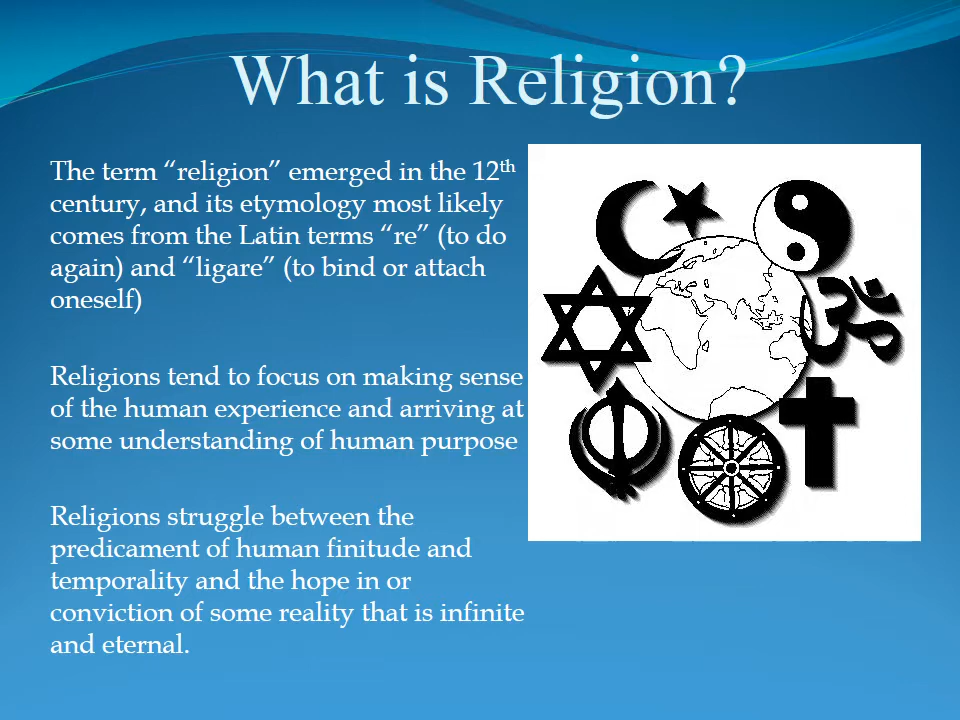 What is Religion?
The term “religion” emerged in the 12th
century, and its etymology most likely
comes from the Latin terms “re” (to do
again) and “ligare” (to bind or attach
oneself)
Religions tend to focus on making sense
of the human experience and arriving at
some understanding of human purpose
Religions struggle between the
predicament of human finitude and
temporality and the hope in or
conviction of some reality that is infinite
and eternal.